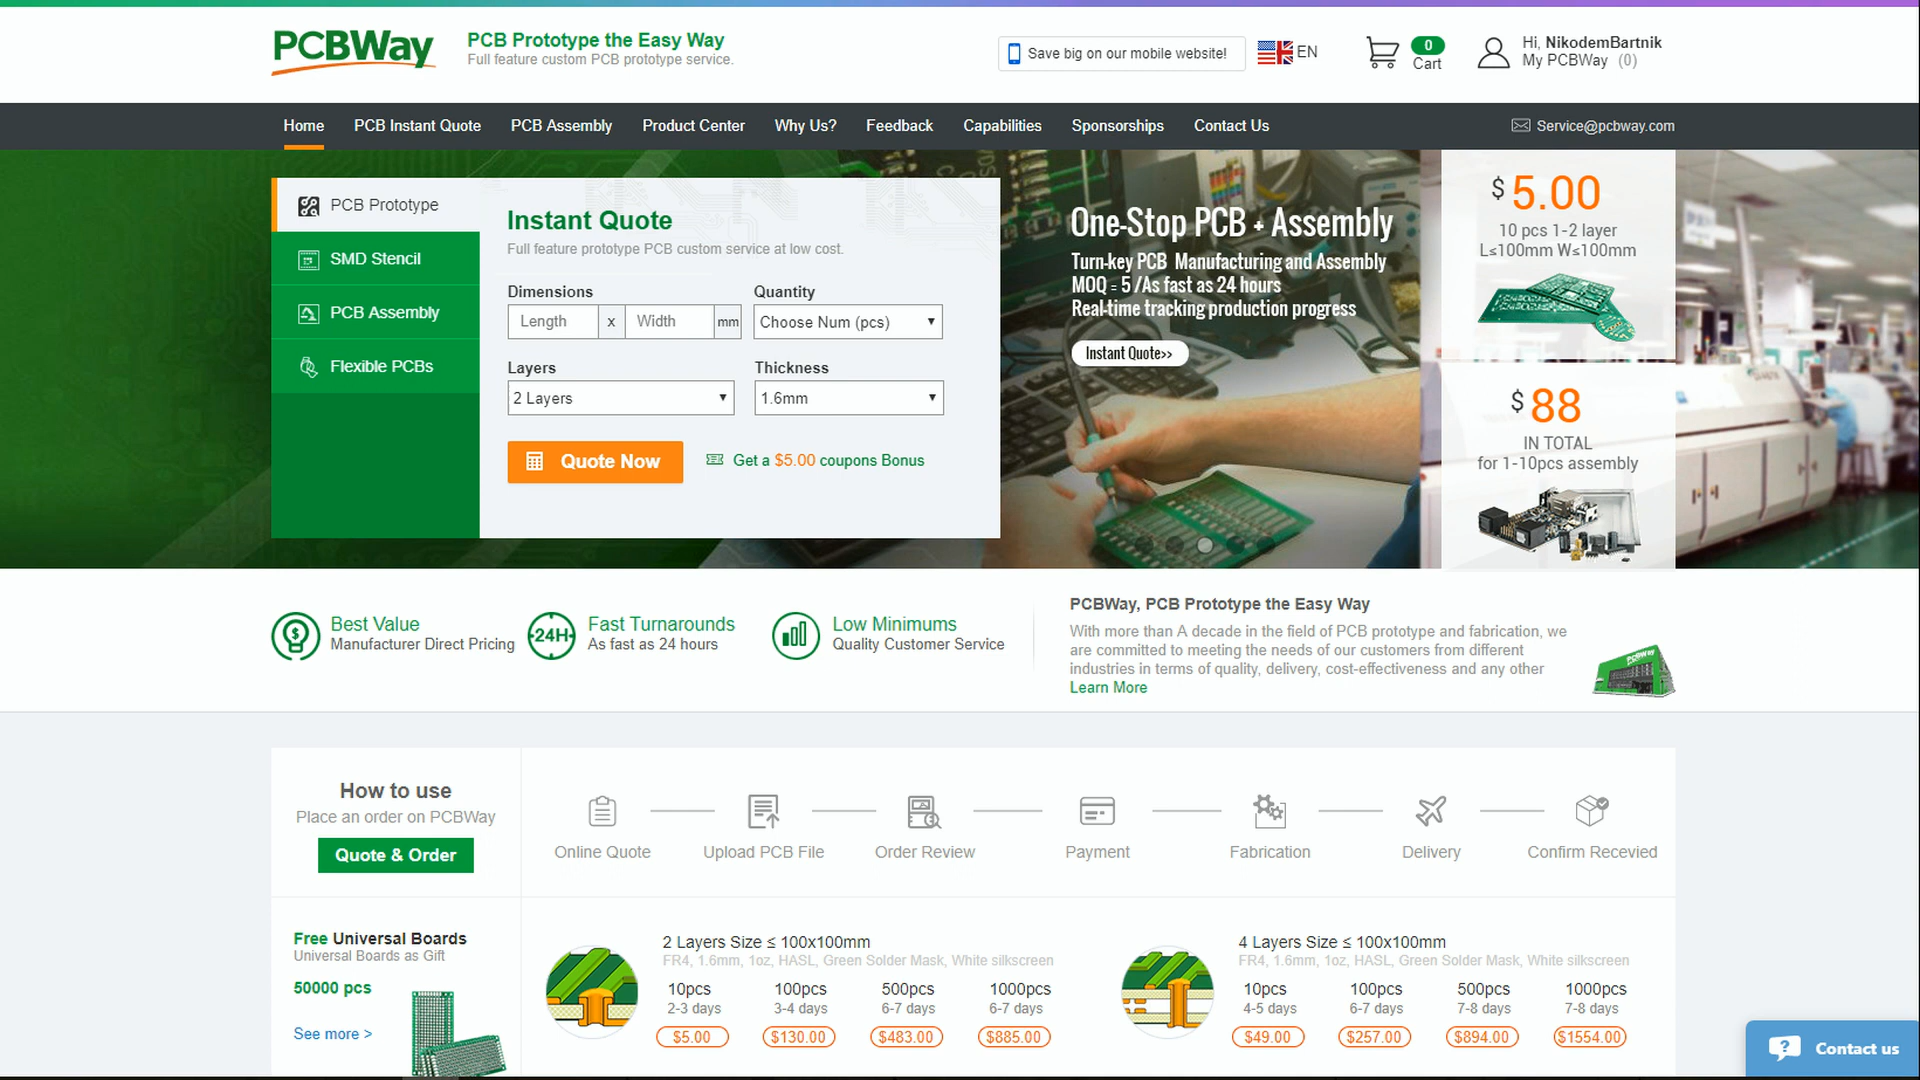 PCBWay
PCB Prototype the Easy Way
Full feature custom PCB prototype service.
Save big on our mobile website!
EN
0
Cart
Hi, NikodemBartnik
My PCBWay (0)
Home
PCB Instant Quote
PCB Assembly
Product Center
Why Us?
Feedback
Capabilities
Sponsorships
Contact Us
Service@pcbway.com
PCB Prototype
SMD Stencil
PCB Assembly
Flexible PCBs
Instant Quote
Full feature prototype PCB custom service at low cost.
Dimensions
Quantity
Length x Width mm
Choose Num (pcs)
Layers
Thickness
2 Layers
1.6mm
Quote Now
Get a $5.00 coupons Bonus
One-Stop PCB + Assembly
Turn-key PCB Manufacturing and Assembly
MOQ = 5 /As fast as 24 hours
Real-time tracking production progress
Instant Quote>>
$5.00
10 pcs 1-2 layer
L≤100mm W≤100mm
$88
IN TOTAL
for 1-10pcs assembly
Best Value
Manufacturer Direct Pricing
24H
Fast Turnarounds
As fast as 24 hours
Low Minimums
Quality Customer Service
PCBWay, PCB Prototype the Easy Way
With more than A decade in the field of PCB prototype and fabrication, we
are committed to meeting the needs of our customers from different
industries in terms of quality, delivery, cost-effectiveness and any other
Learn More
PCBWay
How to use
Place an order on PCBWay
Quote & Order
Online Quote
Upload PCB File
Order Review
Payment
Fabrication
Delivery
Confirm Recevied
Free Universal Boards
Universal Boards as Gift
50000 pcs
See more >
2 Layers Size ≤ 100x100mm
FR4, 1.6mm, 1oz, HASL, Green Solder Mask, White silkscreen
10pcs 100pcs 500pcs 1000pcs
2-3 days 3-4 days 6-7 days 6-7 days
$5.00 $130.00 $483.00 $885.00
4 Layers Size ≤ 100x100mm
FR4, 1.6mm, 1oz, HASL, Green Solder Mask, White silkscreen
10pcs 100pcs 500pcs 1000pcs
4-5 days 6-7 days 7-8 days 7-8 days
$49.00 $257.00 $894.00 $1554.00
Contact us